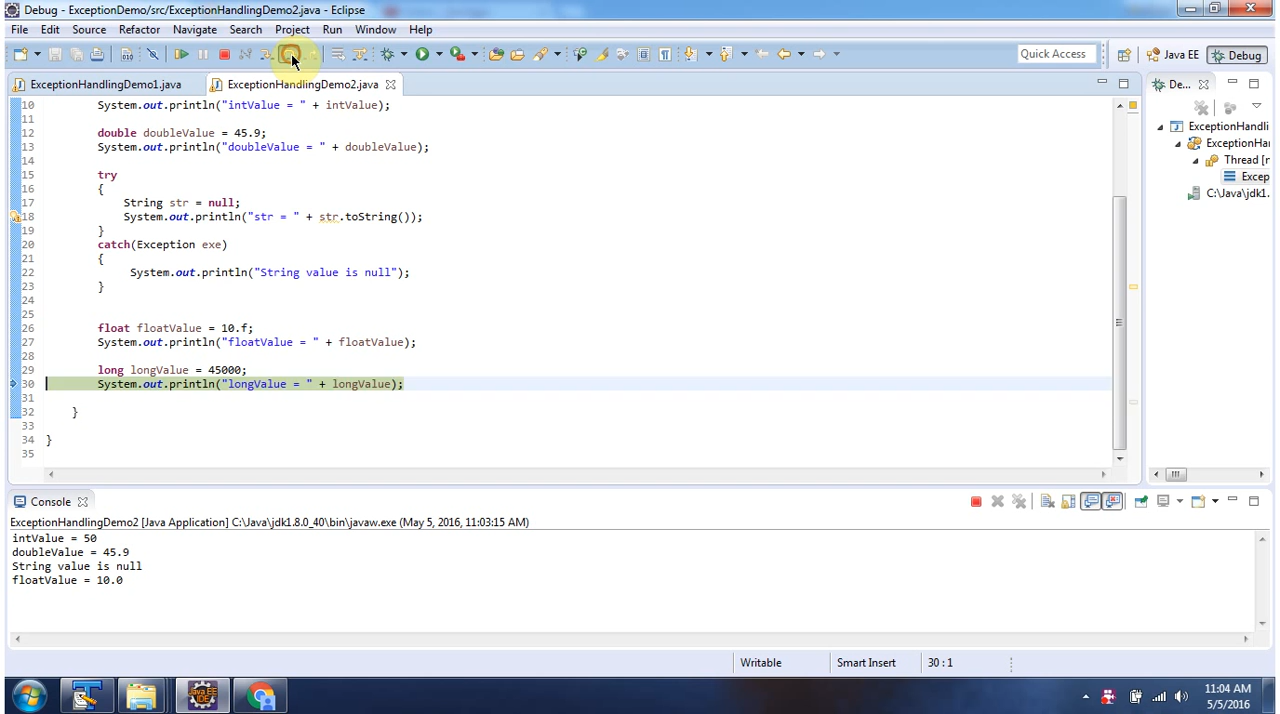 Debug - ExceptionDemo/src/ExceptionHandlingDemo2.java - Eclipse
File Edit Source Refactor Navigate Search Project Run Window Help
Quick Access Java EE Debug
ExceptionHandlingDemo1.java ExceptionHandlingDemo2.java De...
10 System.out.println("intValue = " + intValue);
11
12 double doubleValue = 45.9;
13 System.out.println("doubleValue = " + doubleValue);
14
15 try
16 {
17 String str = null;
18 System.out.println("str = " + str.toString());
19 }
20 catch(Exception exe)
21 {
22 System.out.println("String value is null");
23 }
24
25
26 float floatValue = 10.f;
27 System.out.println("floatValue = " + floatValue);
28
29 long longValue = 45000;
30 System.out.println("longValue = " + longValue);
31
32 }
33
34 }
35
ExceptionHandli
ExceptionHar
Thread [
Excep
C:\Java\jdk1.
Console
ExceptionHandlingDemo2 [Java Application] C:\Java\jdk1.8.0_40\bin\javaw.exe (May 5, 2016, 11:03:15 AM)
intValue = 50
doubleValue = 45.9
String value is null
floatValue = 10.0
Writable Smart Insert 30 : 1
Java EE
IDE
11:04 AM
5/5/2016